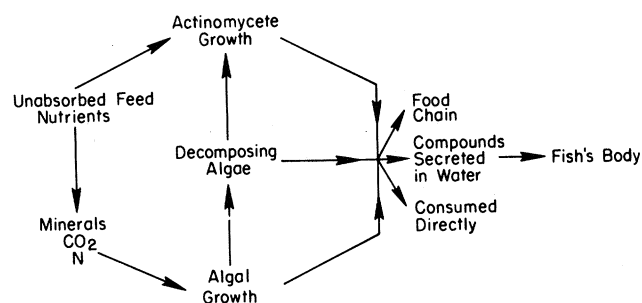 Actinomycete
Growth
Unabsorbed Feed
Nutrients
Food
Chain
Decomposing
Algae
Compounds
Secreted
in Water
Fish's Body
Minerals
CO2
N
Consumed
Directly
Algal
Growth